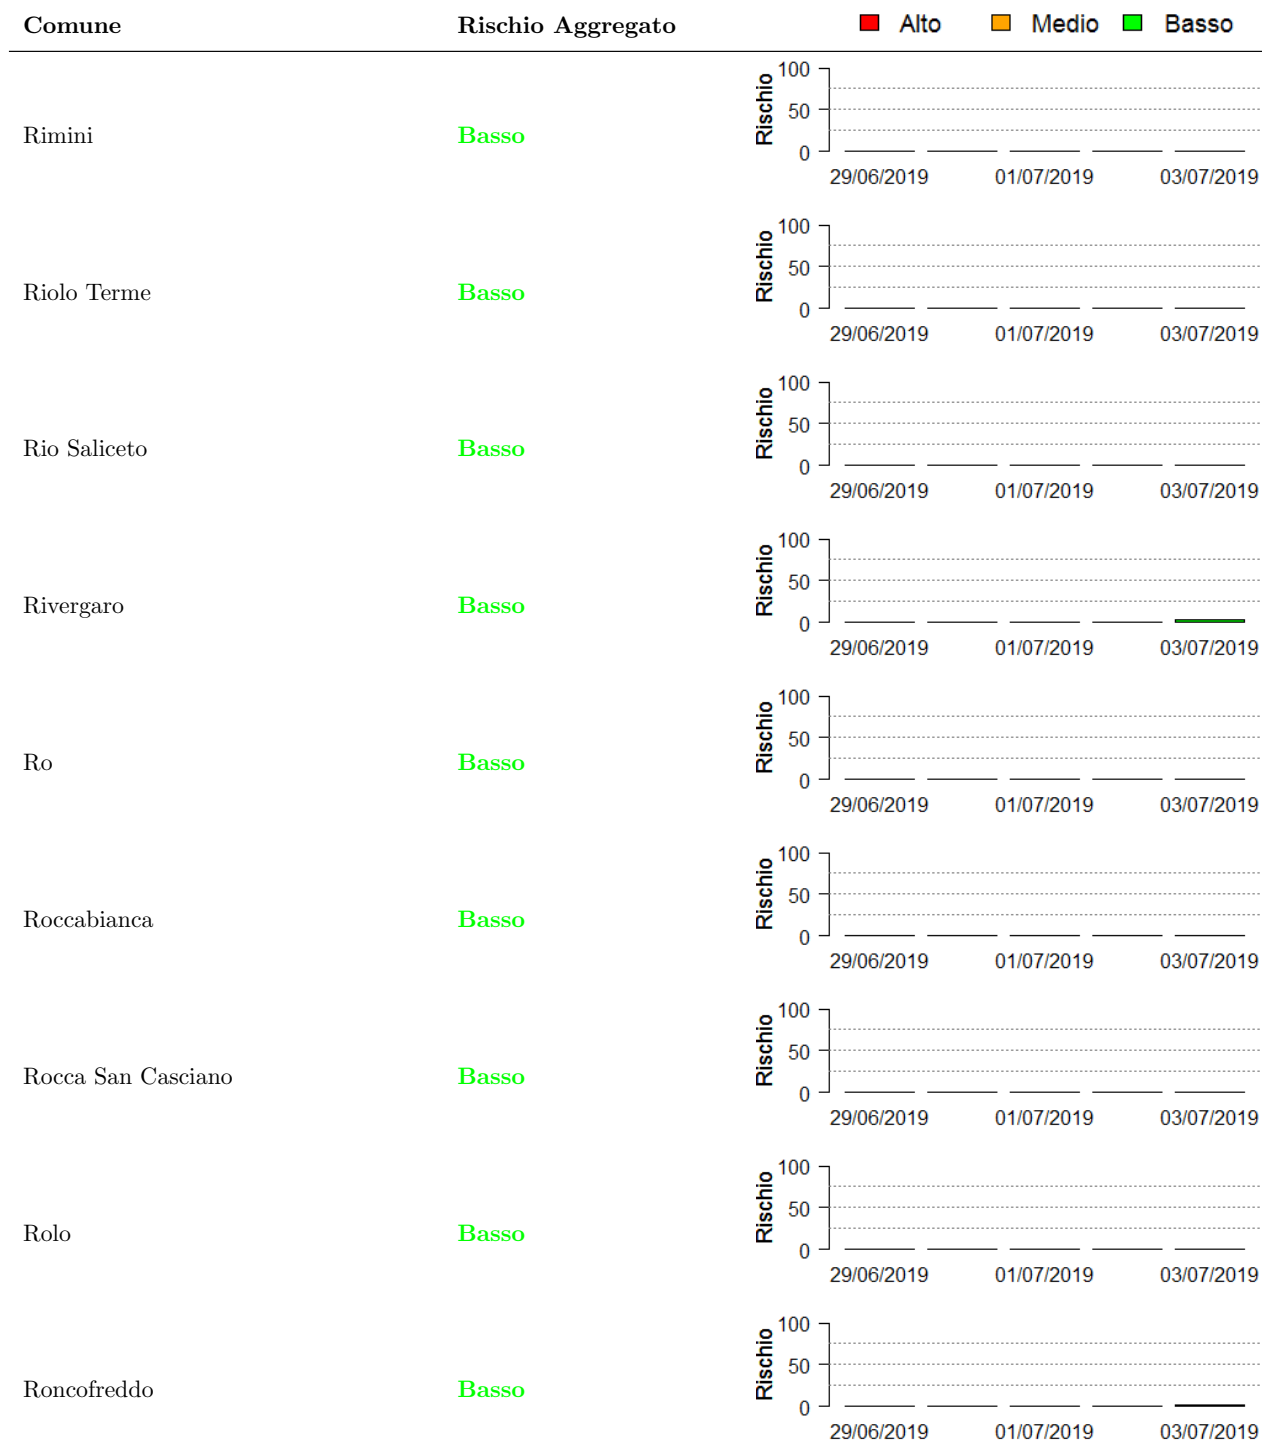 Comune Rischio Aggregato Alto Medio Basso
100
50
0
Rischio
Rimini Basso
29/06/2019 01/07/2019 03/07/2019
100
50
0
Rischio
Riolo Terme Basso
29/06/2019 01/07/2019 03/07/2019
100
50
0
Rischio
Rio Saliceto Basso
29/06/2019 01/07/2019 03/07/2019
100
50
0
Rischio
Rivergaro Basso
29/06/2019 01/07/2019 03/07/2019
100
50
0
Rischio
Ro Basso
29/06/2019 01/07/2019 03/07/2019
100
50
0
Rischio
Roccabianca Basso
29/06/2019 01/07/2019 03/07/2019
100
50
0
Rischio
Rocca San Casciano Basso
29/06/2019 01/07/2019 03/07/2019
100
50
0
Rischio
Rolo Basso
29/06/2019 01/07/2019 03/07/2019
100
50
0
Rischio
Roncofreddo Basso
29/06/2019 01/07/2019 03/07/2019